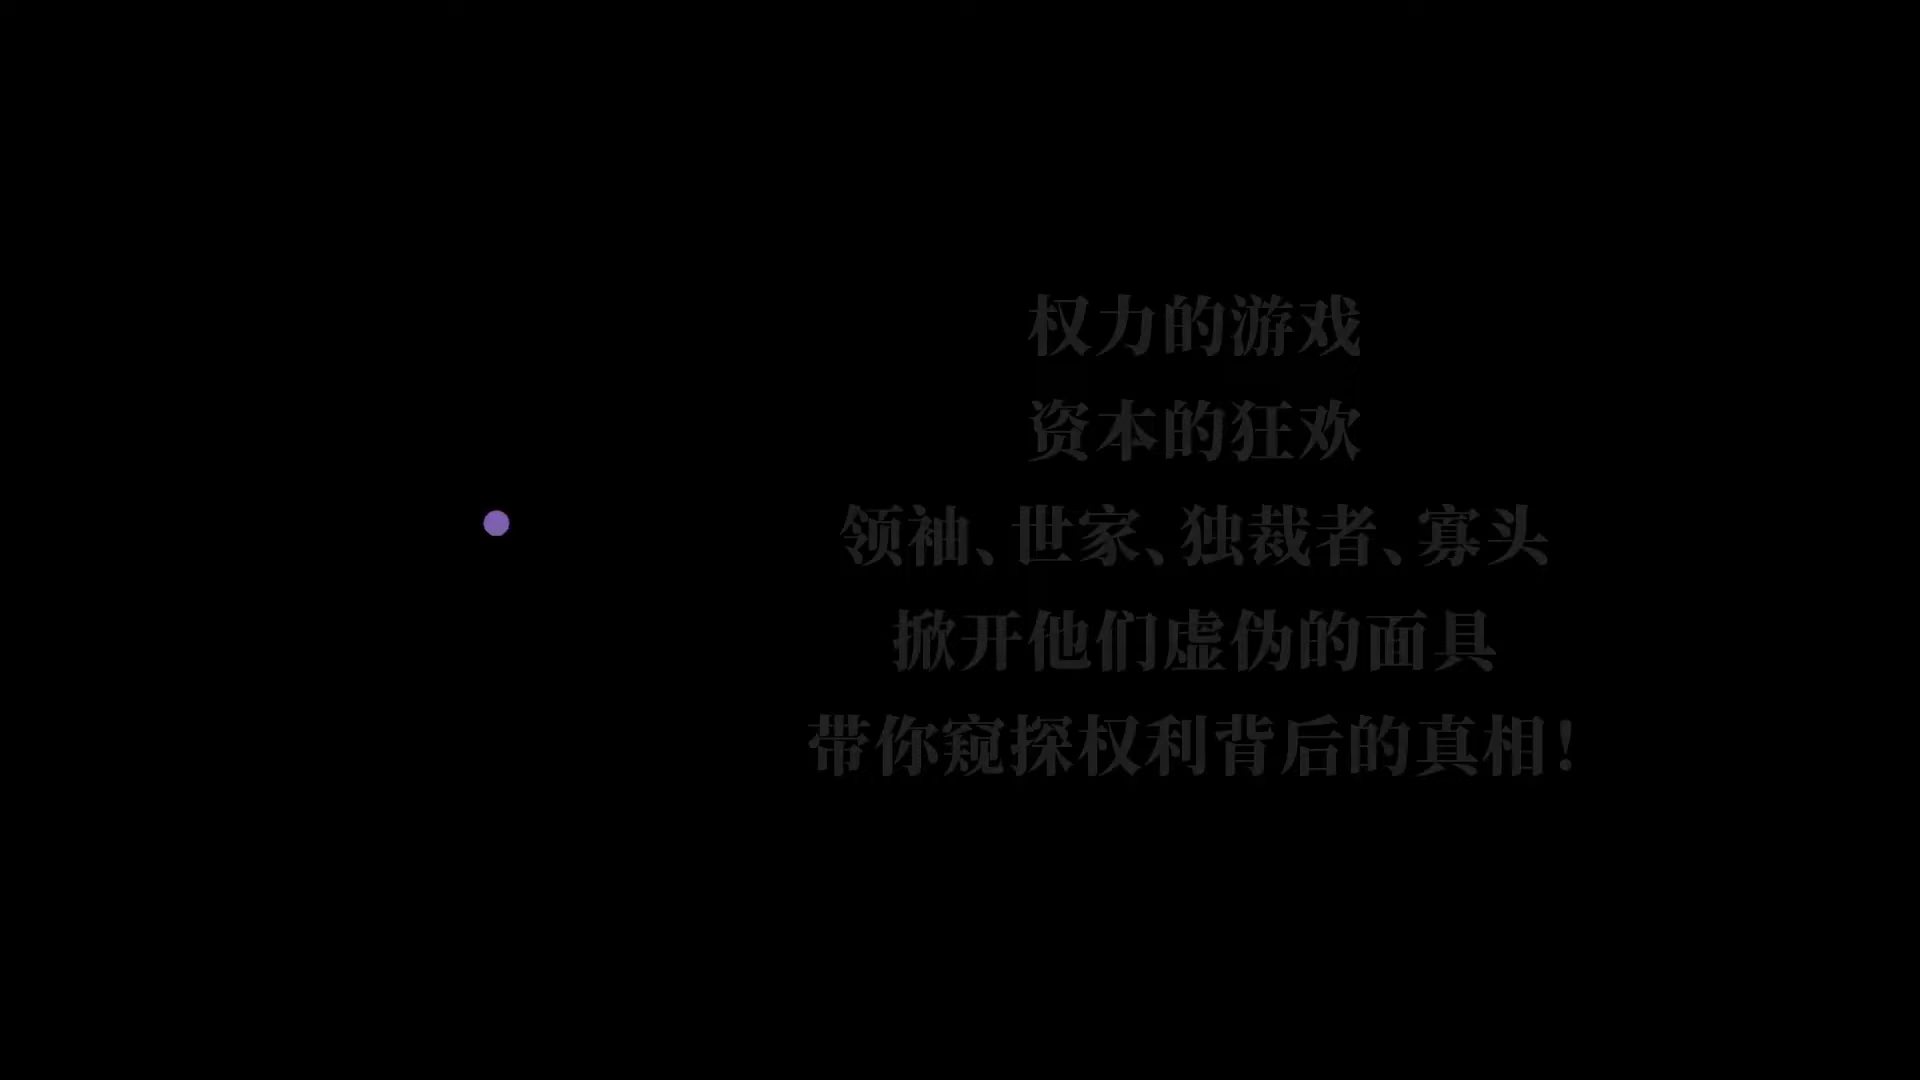 权力的游戏
资本的狂欢
领袖、世家、独裁者、寡头
掀开他们虚伪的面具
带你窥探权利背后的真相!